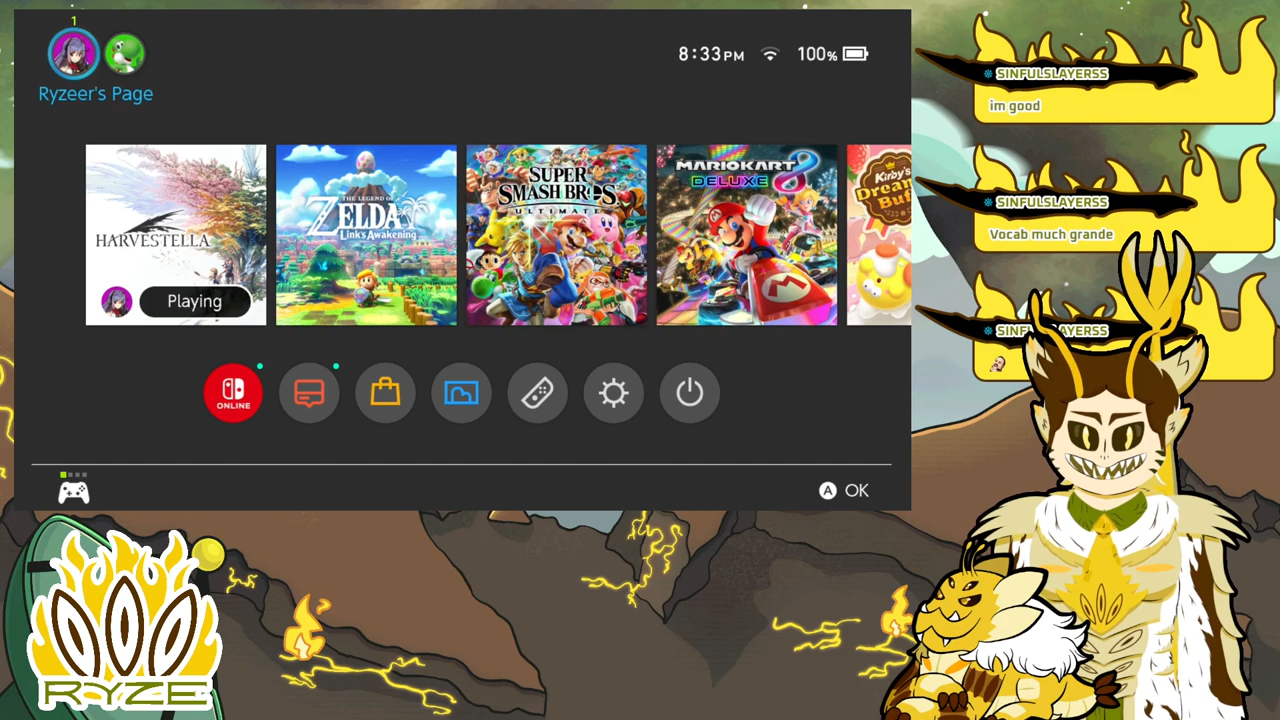 1
8:33PM
100%
Ryzeer's Page
HARVESTELLA
Playing
THE LEGEND OF
ZELDA
Link's Awakening
SUPER
SMASH BROS.
ULTIMATE
MARIOKART 8
DELUXE
Kirby's
Dream
Buf
ONLINE
A OK
SINFULSLAYERSS
im good
SINFULSLAYERSS
Vocab much grande
SINFULSLAYERSS
RYZE